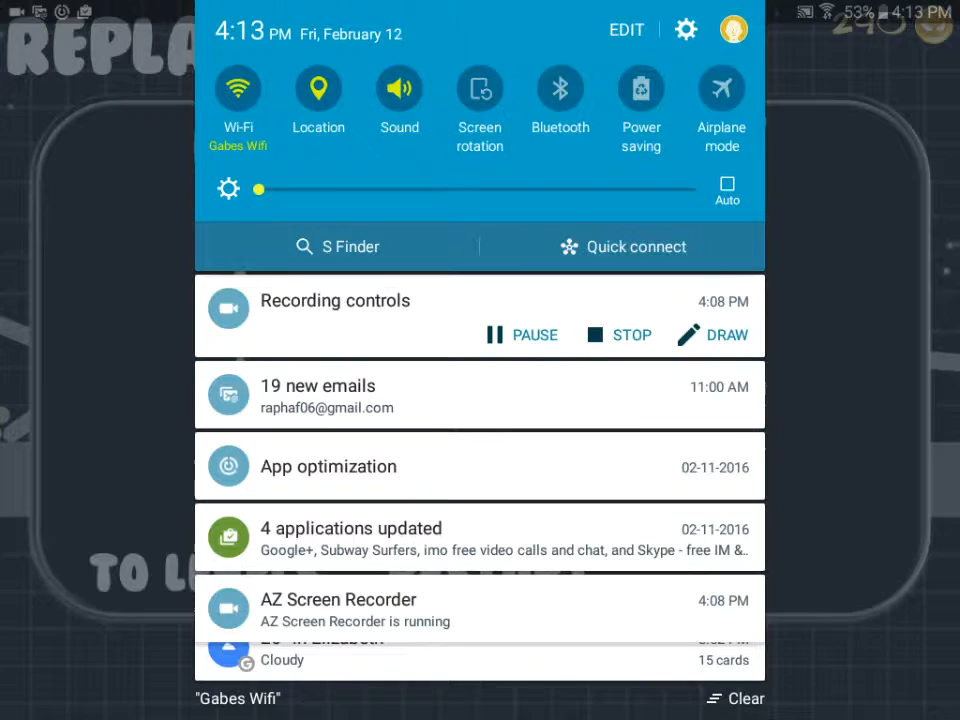 53% 4:13 PM
4:13 PM Fri, February 12 EDIT
REPLA
290
Wi-Fi
Gabes Wifi
Location
Sound
Screen
rotation
Bluetooth
Power
saving
Airplane
mode
Auto
S Finder
Quick connect
Recording controls 4:08 PM
PAUSE STOP DRAW
19 new emails 11:00 AM
raphaf06@gmail.com
App optimization 02-11-2016
4 applications updated 02-11-2016
Google+, Subway Surfers, imo free video calls and chat, and Skype - free IM &..
TO
AZ Screen Recorder 4:08 PM
AZ Screen Recorder is running
Cloudy 15 cards
"Gabes Wifi" Clear